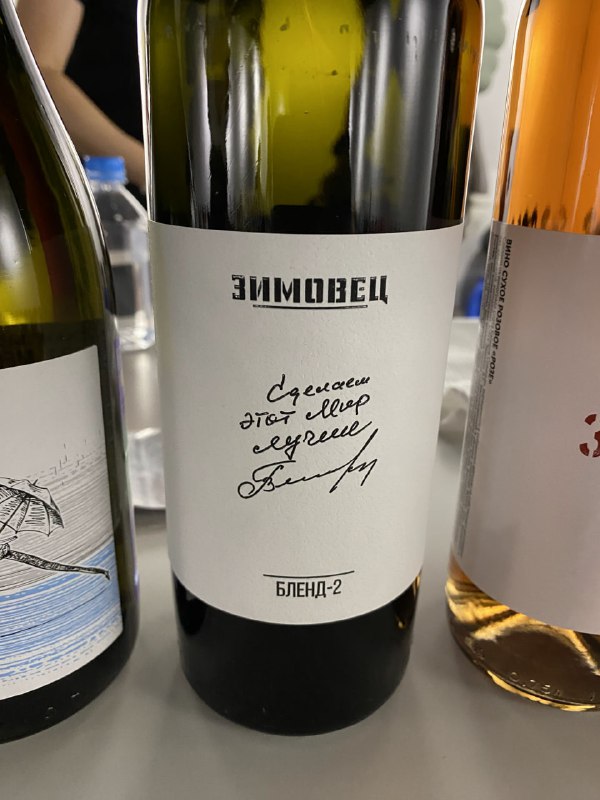 ЗИМОВЕЦ
Сделаем
этот Мир
лучше
БЛЕНД-2
ВИНО СУХОЕ РОЗОВОЕ «РОЗЕ»